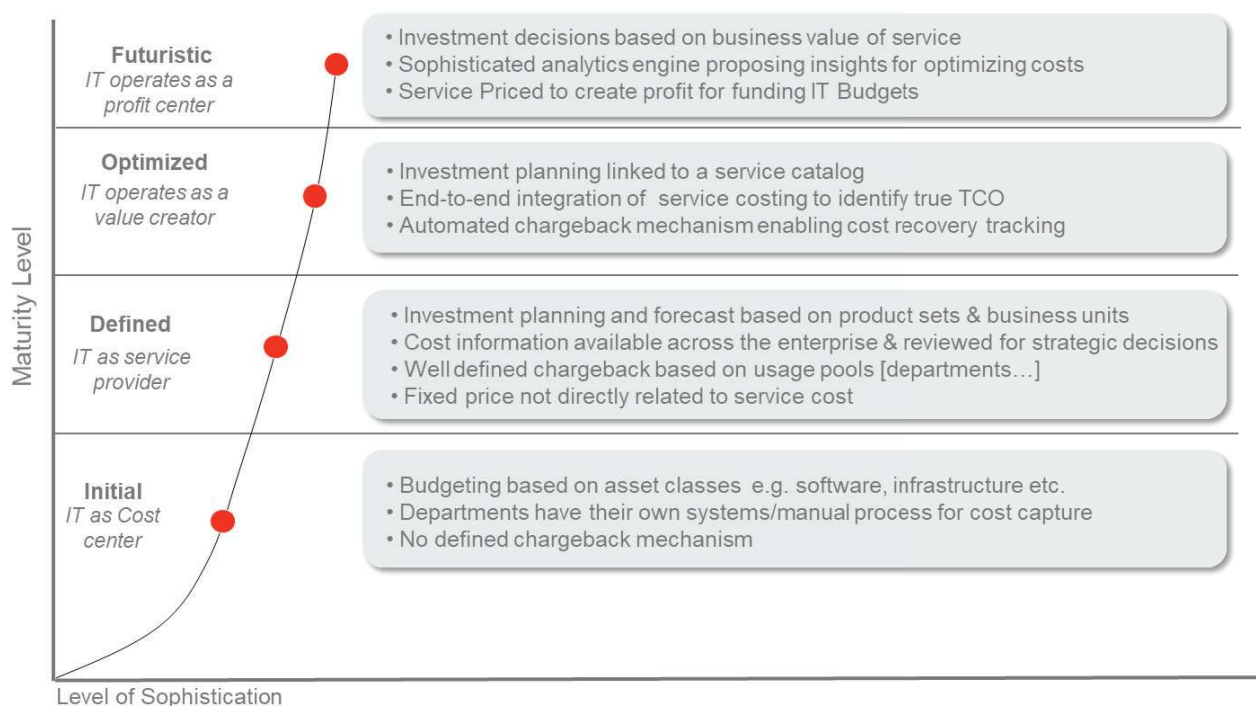 Maturity Level
Futuristic
IT operates as a
profit center
• Investment decisions based on business value of service
• Sophisticated analytics engine proposing insights for optimizing costs
• Service Priced to create profit for funding IT Budgets
Optimized
IT operates as a
value creator
• Investment planning linked to a service catalog
• End-to-end integration of service costing to identify true TCO
• Automated chargeback mechanism enabling cost recovery tracking
Defined
IT as service
provider
• Investment planning and forecast based on product sets & business units
• Cost information available across the enterprise & reviewed for strategic decisions
• Well defined chargeback based on usage pools [departments…]
• Fixed price not directly related to service cost
Initial
IT as Cost
center
• Budgeting based on asset classes e.g. software, infrastructure etc.
• Departments have their own systems/manual process for cost capture
• No defined chargeback mechanism
Level of Sophistication